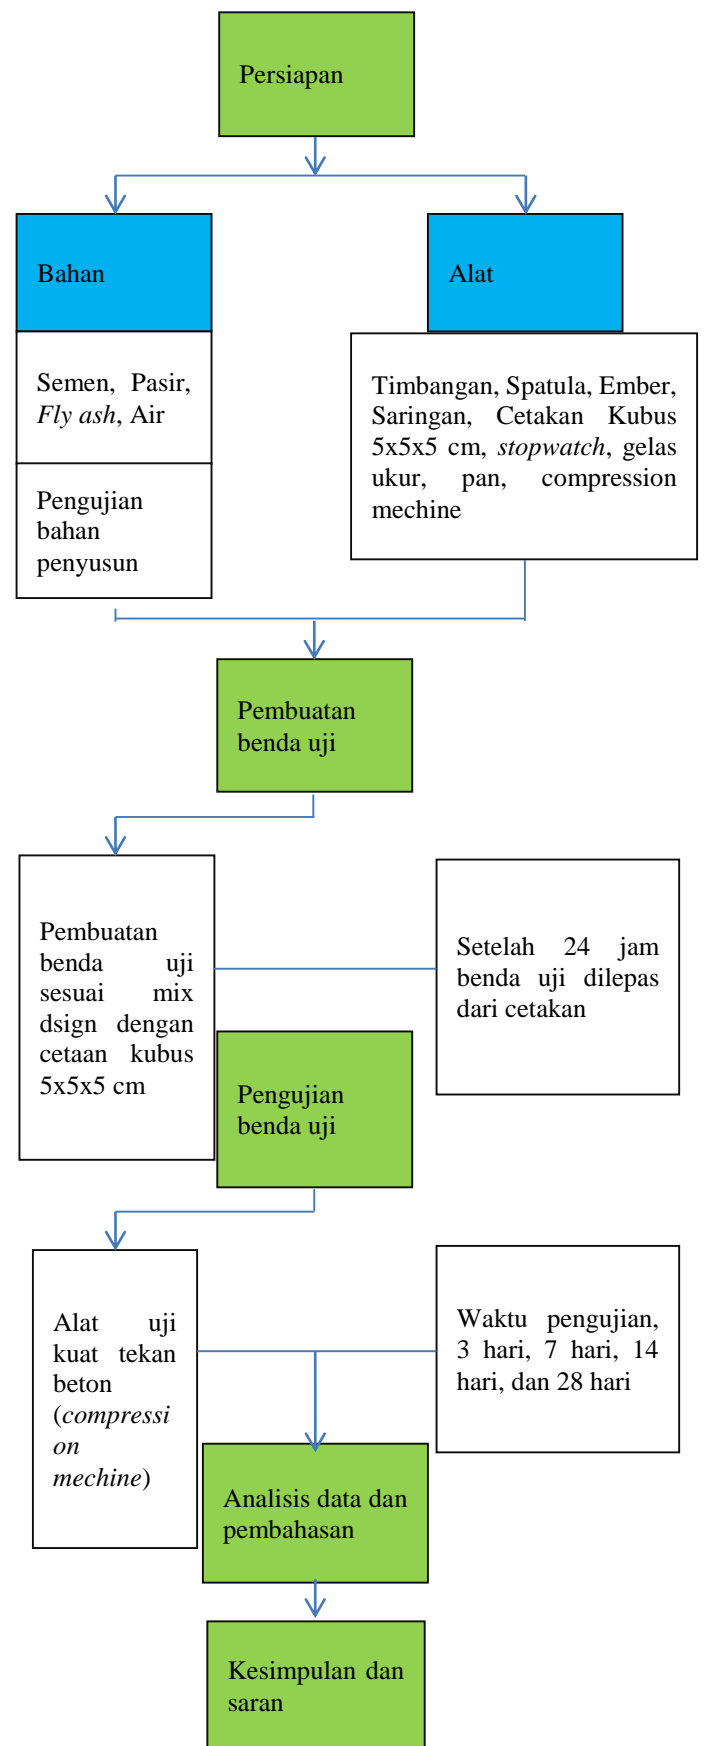 Persiapan
Bahan
Alat
Semen, Pasir,
Fly ash, Air
Timbangan, Spatula, Ember,
Saringan, Cetakan Kubus
5x5x5 cm, stopwatch, gelas
ukur, pan, compression
mechine
Pengujian
bahan
penyusun
Pembuatan
benda uji
Pembuatan
benda uji
sesuai mix
dsign dengan
cetaan kubus
5x5x5 cm
Setelah 24 jam
benda uji dilepas
dari cetakan
Pengujian
benda uji
Alat uji
kuat tekan
beton
(compressi
on
mechine)
Waktu pengujian,
3 hari, 7 hari, 14
hari, dan 28 hari
Analisis data dan
pembahasan
Kesimpulan dan
saran